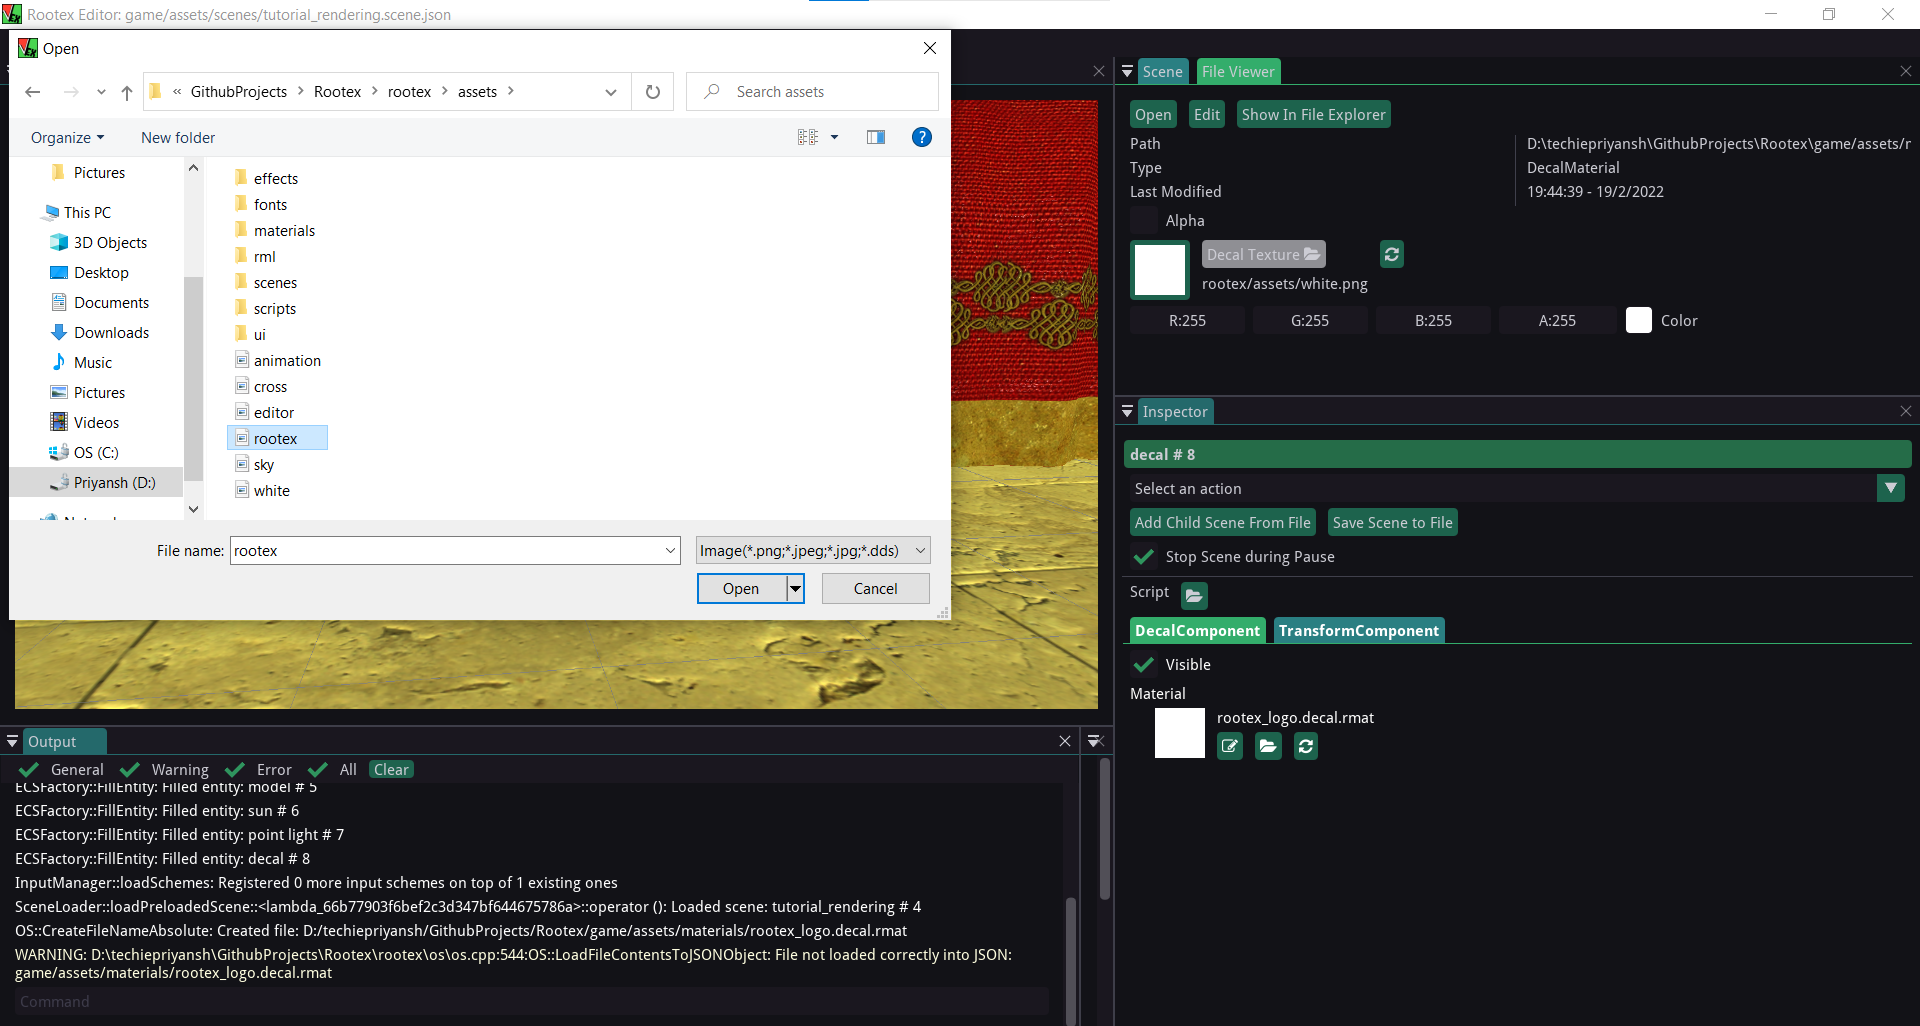 Rootex Editor: game/assets/scenes/tutorial_rendering.scene.json
Open
« GithubProjects > Rootex > rootex > assets >
Search assets
Organize
New folder
Pictures
This PC
3D Objects
Desktop
Documents
Downloads
Music
Pictures
Videos
OS (C:)
Priyansh (D:)
effects
fonts
materials
rml
scenes
scripts
ui
animation
cross
editor
rootex
sky
white
File name: rootex
Image(*.png;*.jpeg;*.jpg;*.dds)
Open
Cancel
Scene
File Viewer
Open Edit Show In File Explorer
Path D:\techiepriyansh\GithubProjects\Rootex\game/assets/r
Type DecalMaterial
Last Modified 19:44:39 - 19/2/2022
Alpha
Decal Texture
rootex/assets/white.png
R:255 G:255 B:255 A:255 Color
Inspector
decal # 8
Select an action
Add Child Scene From File Save Scene to File
Stop Scene during Pause
Script
DecalComponent TransformComponent
Visible
Material
rootex_logo.decal.rmat
Output
General Warning Error All Clear
ECSFactory::FillEntity: Filled entity: model # 5
ECSFactory::FillEntity: Filled entity: sun # 6
ECSFactory::FillEntity: Filled entity: point light # 7
ECSFactory::FillEntity: Filled entity: decal # 8
InputManager::loadSchemes: Registered 0 more input schemes on top of 1 existing ones
SceneLoader::loadPreloadedScene::<lambda_66b77903f6bef2c3d347bf644675786a>::operator (): Loaded scene: tutorial_rendering # 4
OS::CreateFileNameAbsolute: Created file: D:/techiepriyansh/GithubProjects/Rootex/game/assets/materials/rootex_logo.decal.rmat
WARNING: D:\techiepriyansh\GithubProjects\Rootex\rootex\os\os.cpp:544:OS::LoadFileContentsToJSONObject: File not loaded correctly into JSON:
game/assets/materials/rootex_logo.decal.rmat
Command